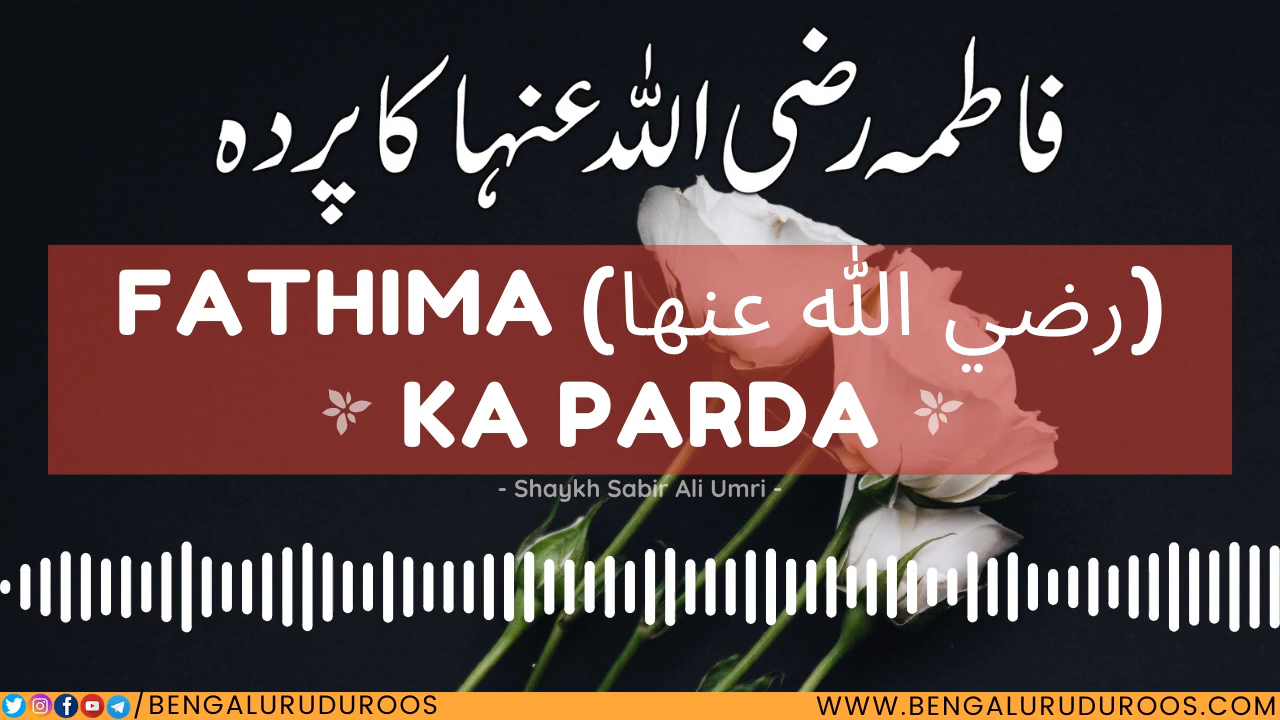 فاطمہ رضی اللہ عنہا کا پردہ
FATHIMA (رضي الله عنها)
KA PARDA
- Shaykh Sabir Ali Umri -
/BENGALURUDUROOS
WWW.BENGALURUDUROOS.COM